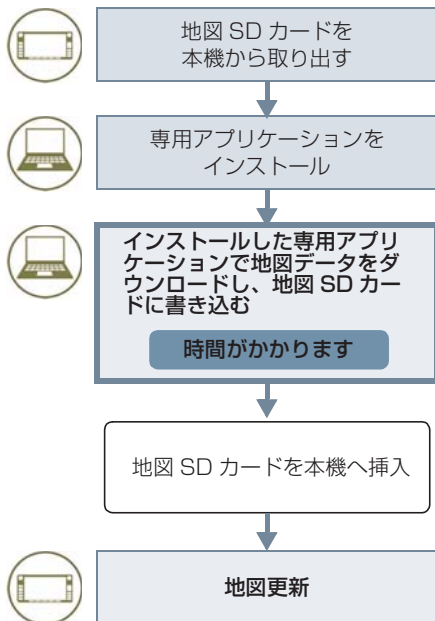 地図 SD カードを
本機から取り出す
専用アプリケーションを
インストール
インストールした専用アプリ
ケーションで地図データをダ
ウンロードし、地図 SD カー
ドに書き込む
時間がかかります
地図 SD カードを本機へ挿入
地図更新